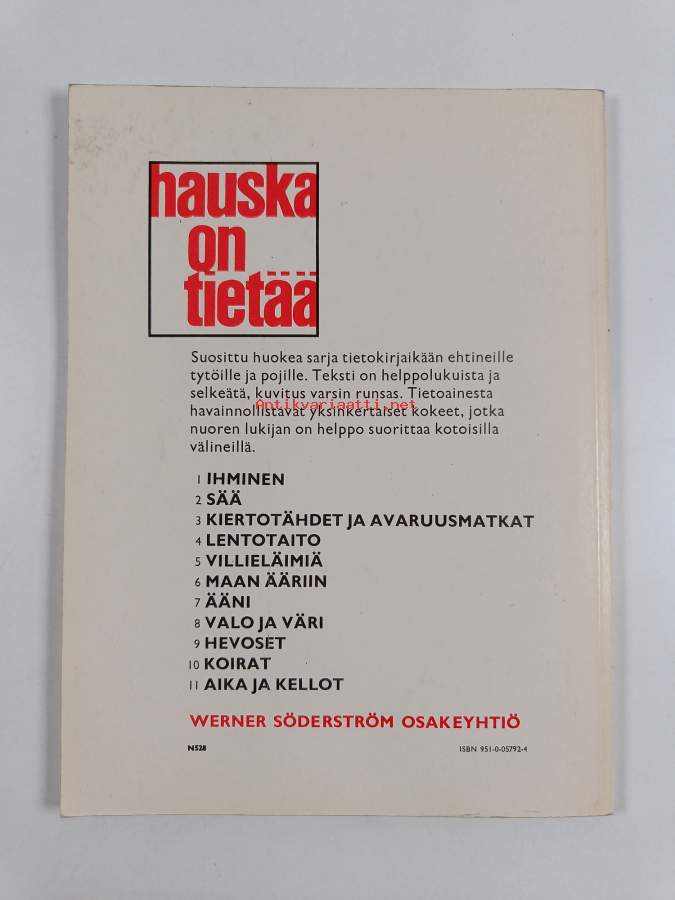 hauska
on
tietää
Suosittu huokea sarja tietokirjaikään ehtineille
tytöille ja pojille. Teksti on helppolukuista ja
selkeätä, kuvitus varsin runsas. Tietoainesta
Antikvariaatti.net
havainnollistavat yksinkertaiset kokeet, jotka
nuoren lukijan on helppo suorittaa kotoisilla
välineillä.
1 IHMINEN
2 SÄÄ
3 KIERTOTÄHDET JA AVARUUSMATKAT
4 LENTOTAITO
5 VILLIELÄIMIÄ
6 MAAN ÄÄRIIN
7 ÄÄNI
8 VALO JA VÄRI
9 HEVOSET
10 KOIRAT
11 AIKA JA KELLOT
WERNER SÖDERSTRÖM OSAKEYHTIÖ
N528
ISBN 951-0-05792-4